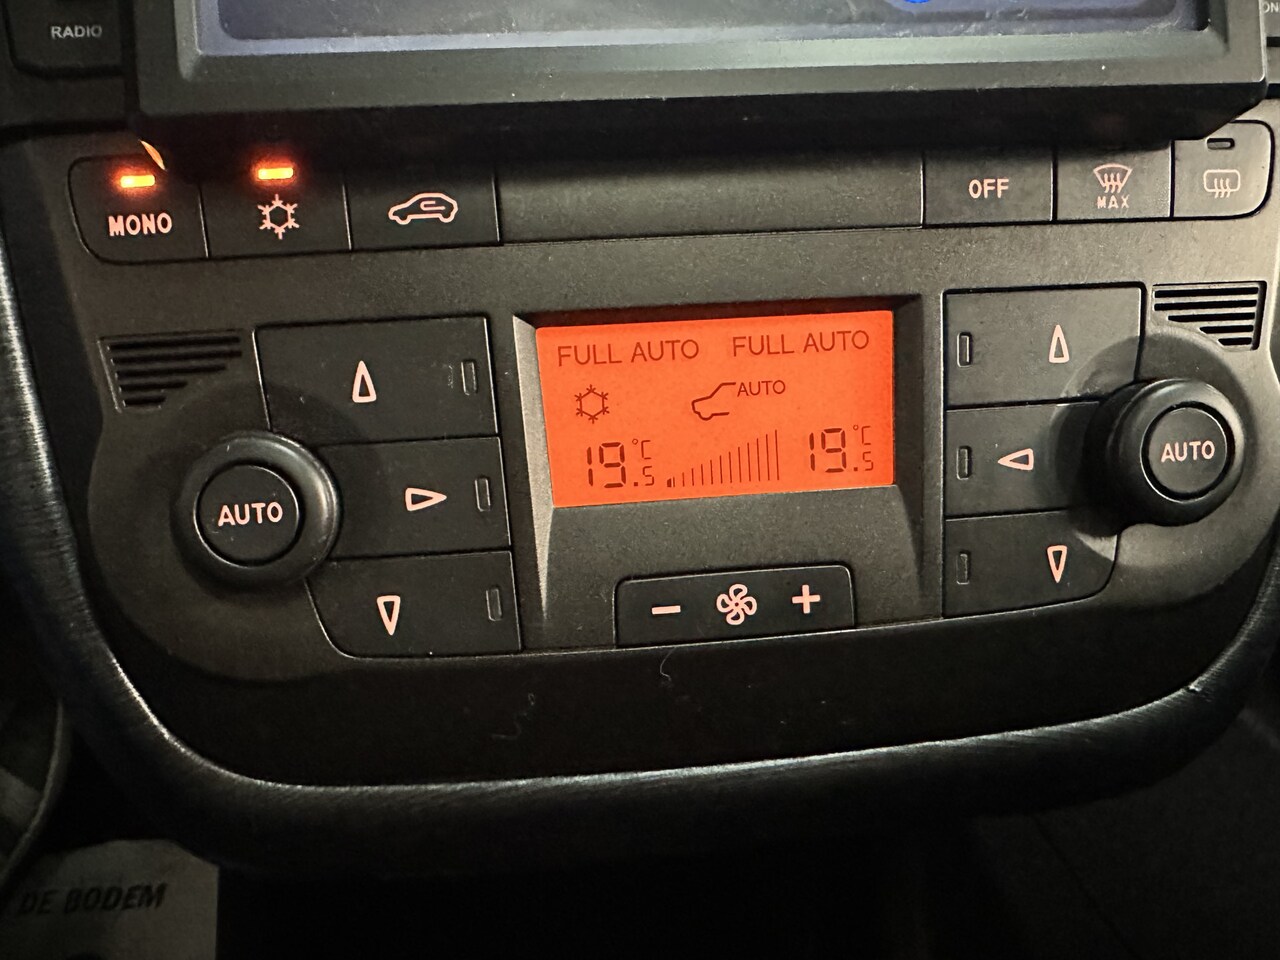 RADIO
MONO
OFF
MAX
FULL AUTO FULL AUTO
AUTO
19.5 °C 19.5 °C
AUTO
AUTO
- +
DE BODEM